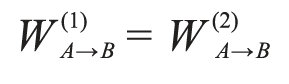 W^{(1)}_{A→B} = W^{(2)}_{A→B}